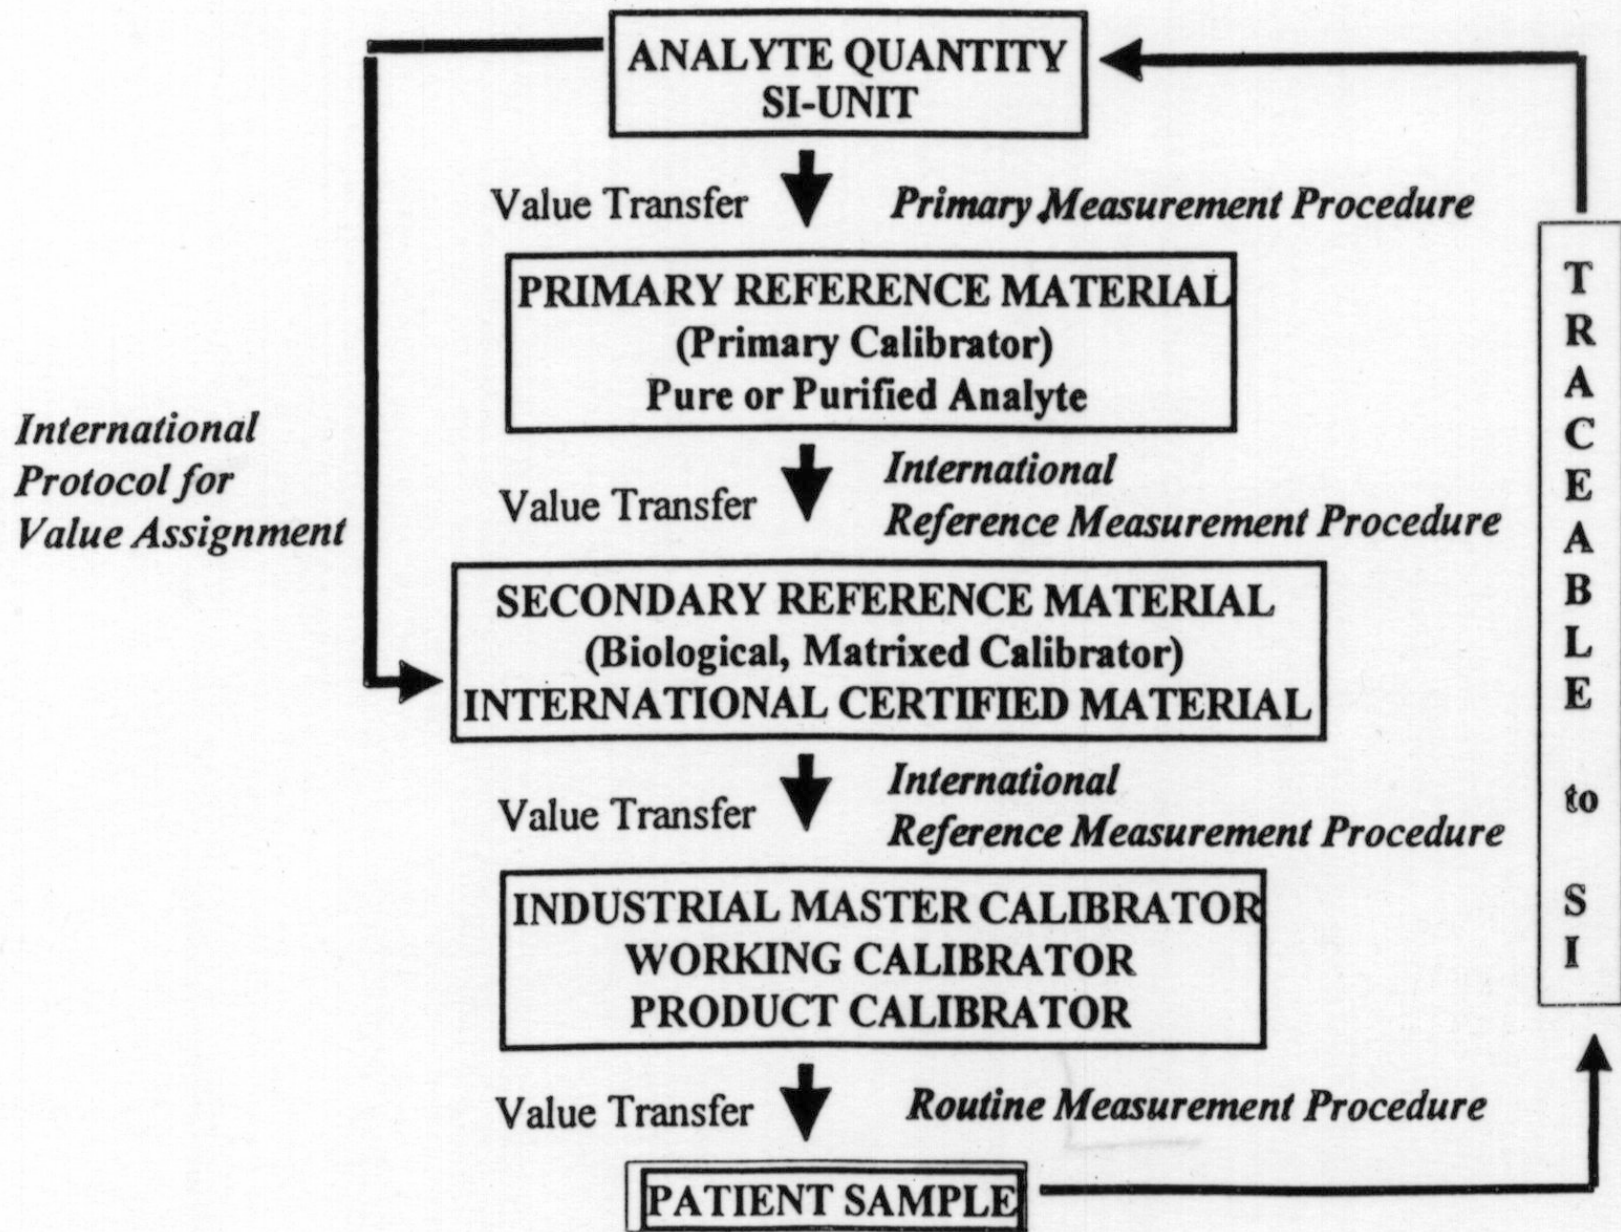 ANALYTE QUANTITY
SI-UNIT
Value Transfer
Primary Measurement Procedure
PRIMARY REFERENCE MATERIAL
(Primary Calibrator)
Pure or Purified Analyte
International
Protocol for
Value Assignment
Value Transfer
International
Reference Measurement Procedure
SECONDARY REFERENCE MATERIAL
(Biological, Matrixed Calibrator)
INTERNATIONAL CERTIFIED MATERIAL
Value Transfer
International
Reference Measurement Procedure
INDUSTRIAL MASTER CALIBRATOR
WORKING CALIBRATOR
PRODUCT CALIBRATOR
Value Transfer
Routine Measurement Procedure
PATIENT SAMPLE
TRACEABLE to SI